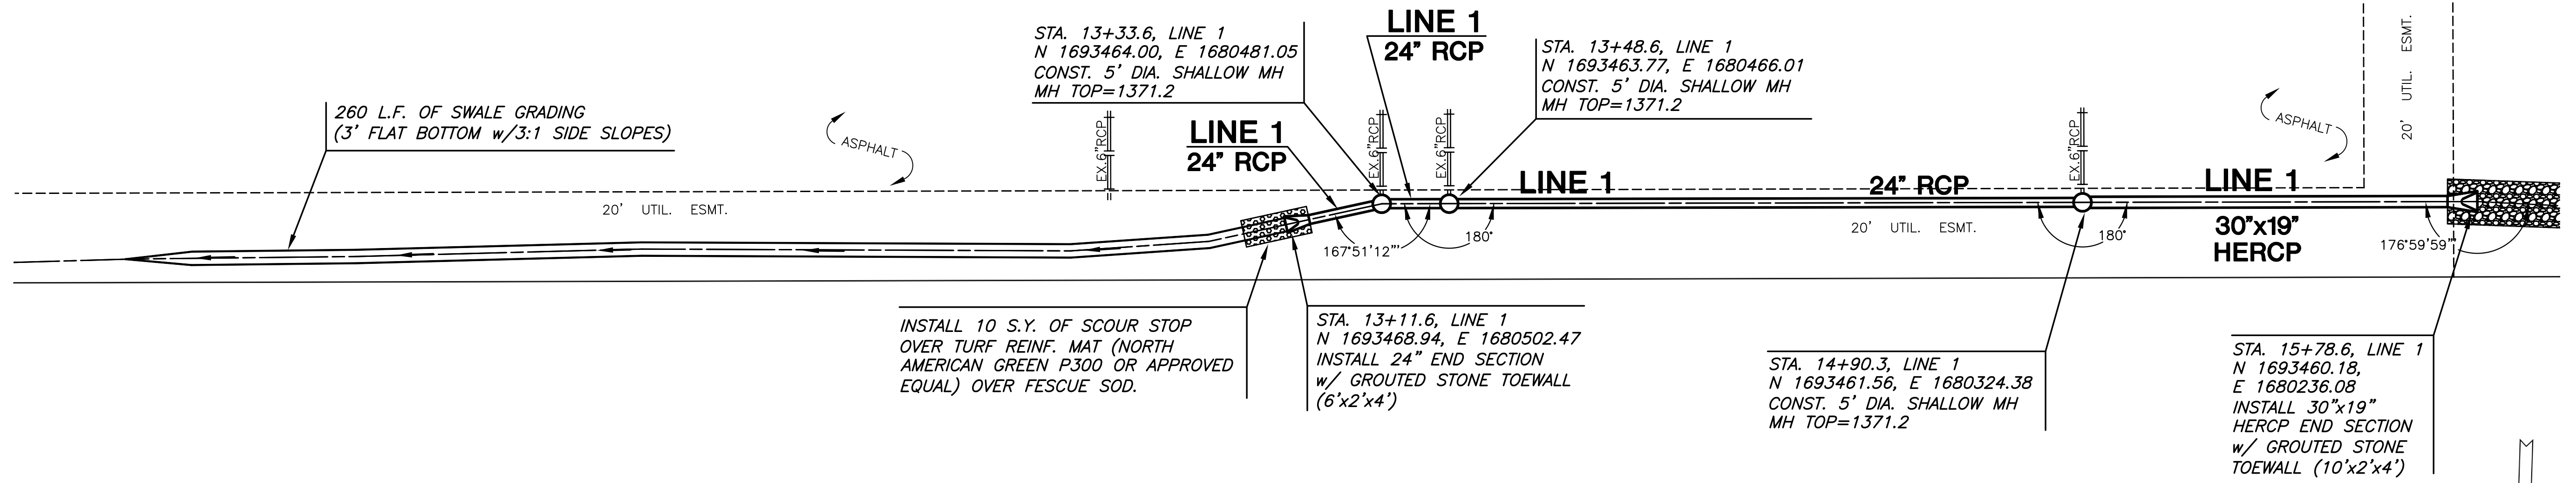 260 L.F. OF SWALE GRADING
(3' FLAT BOTTOM w/3:1 SIDE SLOPES)
ASPHALT
20' UTIL. ESMT.
EX.6"RCP
STA. 13+33.6, LINE 1
N 1693464.00, E 1680481.05
CONST. 5' DIA. SHALLOW MH
MH TOP=1371.2
LINE 1
24" RCP
LINE 1
24" RCP
EX.6"RCP
EX.6"RCP
STA. 13+48.6, LINE 1
N 1693463.77, E 1680466.01
CONST. 5' DIA. SHALLOW MH
MH TOP=1371.2
LINE 1
24" RCP
EX.6"RCP
ASPHALT
20' UTIL. ESMT.
LINE 1
30"x19"
HERCP
167°51'12"'
180°
20' UTIL. ESMT.
180°
176°59'59"'
INSTALL 10 S.Y. OF SCOUR STOP
OVER TURF REINF. MAT (NORTH
AMERICAN GREEN P300 OR APPROVED
EQUAL) OVER FESCUE SOD.
STA. 13+11.6, LINE 1
N 1693468.94, E 1680502.47
INSTALL 24" END SECTION
w/ GROUTED STONE TOEWALL
(6'x2'x4')
STA. 14+90.3, LINE 1
N 1693461.56, E 1680324.38
CONST. 5' DIA. SHALLOW MH
MH TOP=1371.2
STA. 15+78.6, LINE 1
N 1693460.18,
E 1680236.08
INSTALL 30"x19"
HERCP END SECTION
w/ GROUTED STONE
TOEWALL (10'x2'x4')